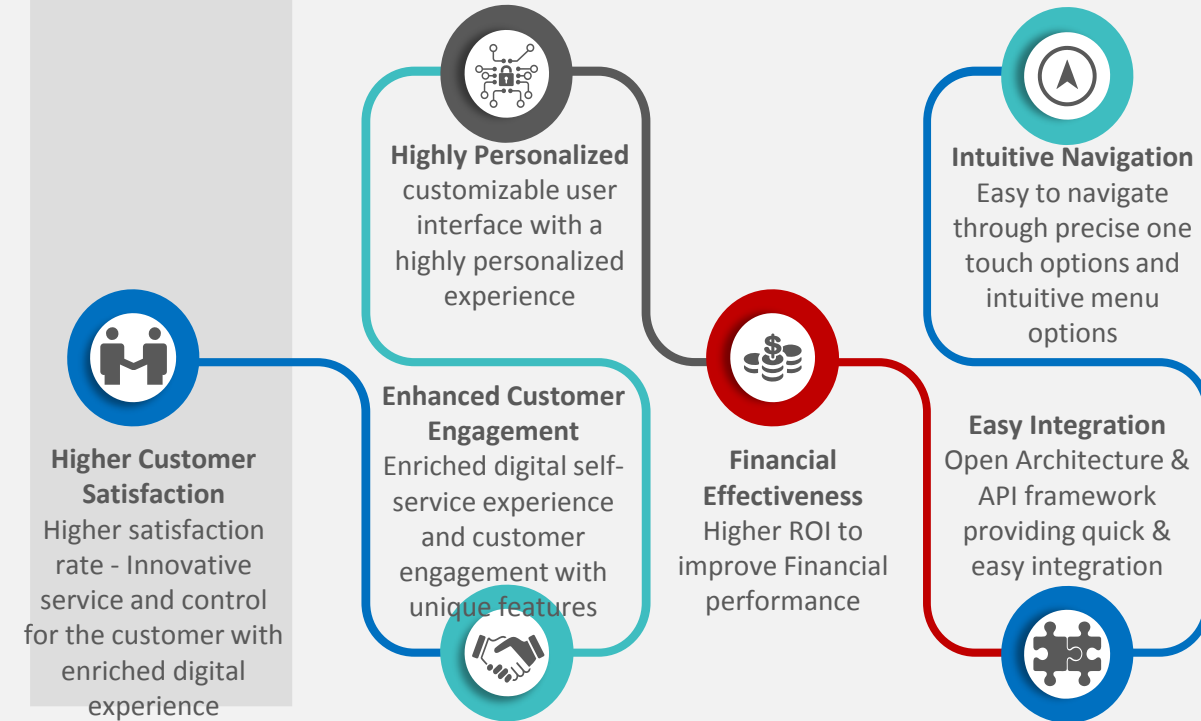 Higher Customer
Satisfaction
Higher satisfaction
rate - Innovative
service and control
for the customer with
enriched digital
experience
Highly Personalized
customizable user
interface with a
highly personalized
experience
Enhanced Customer
Engagement
Enriched digital self-
service experience
and customer
engagement with
unique features
$
Financial
Effectiveness
Higher ROI to
improve Financial
performance
Intuitive Navigation
Easy to navigate
through precise one
touch options and
intuitive menu
options
Easy Integration
Open Architecture &
API framework
providing quick &
easy integration